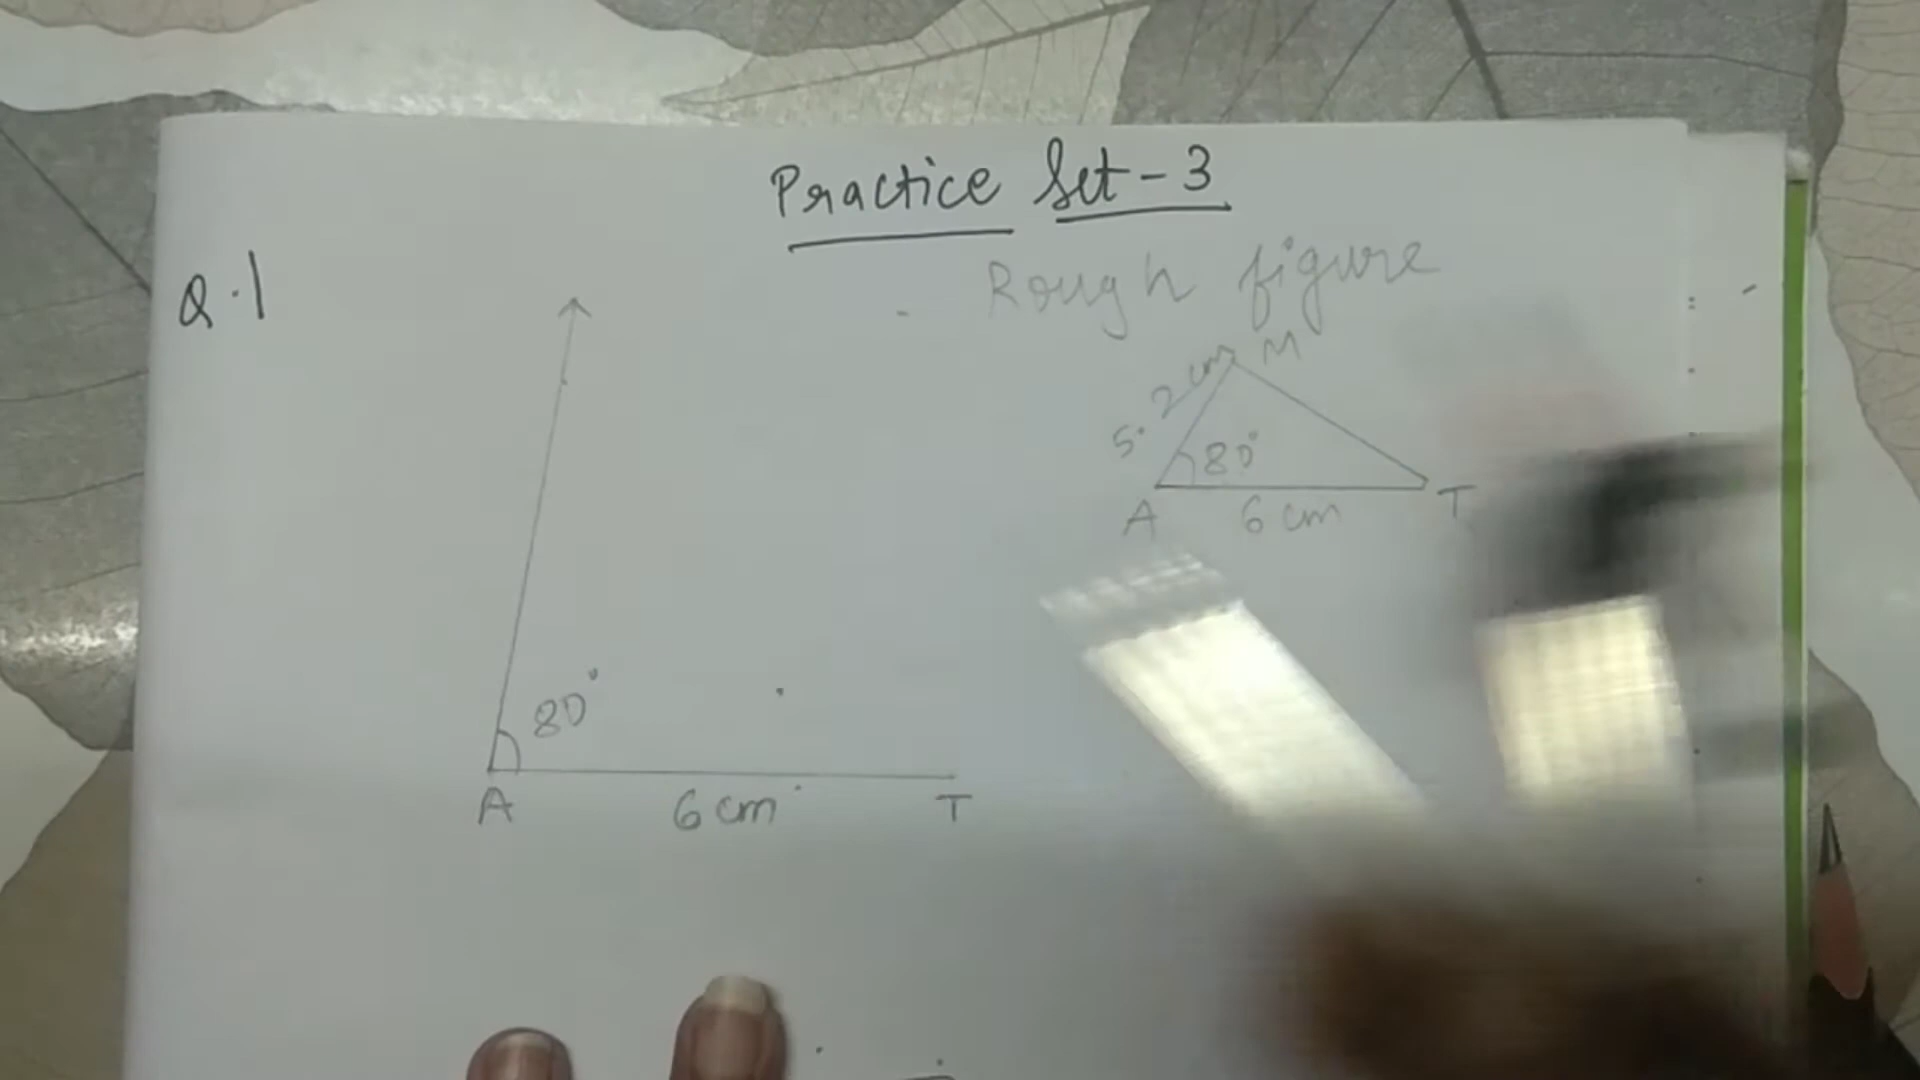 Practice Set-3
Q.1
Rough figure
M
5.2 cm
80°
A 6 cm T
80°
A 6 cm T